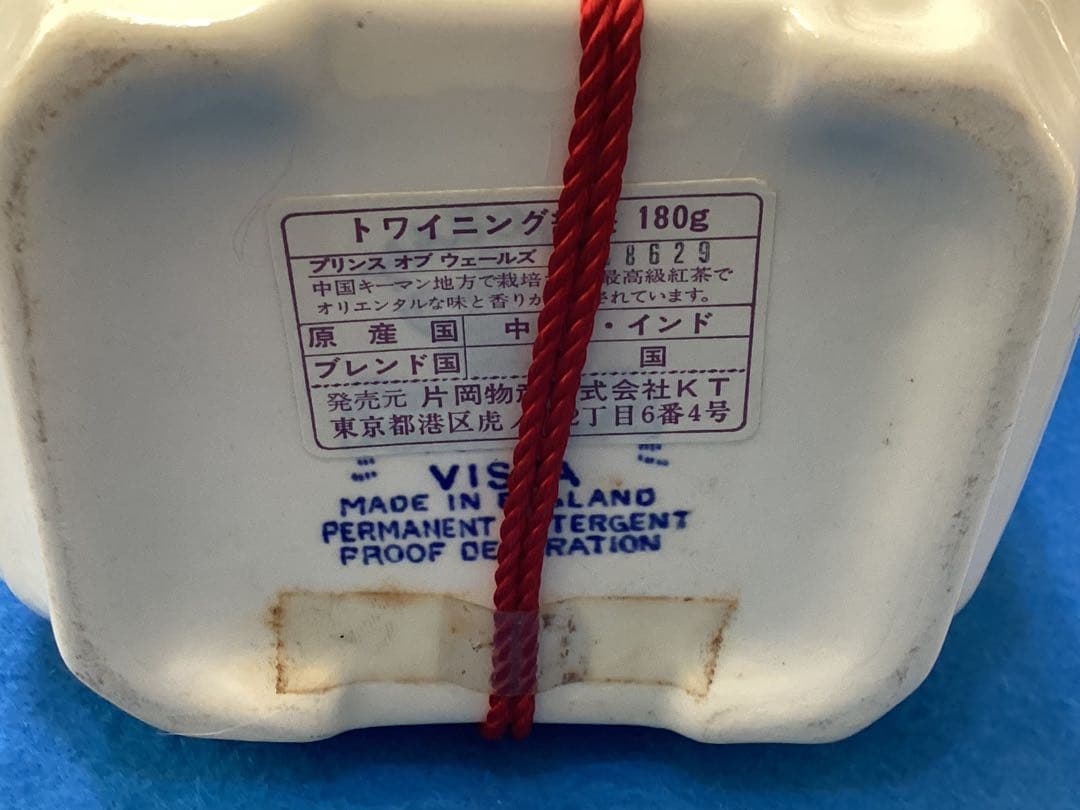 トワイニング 180g
プリンス オブ ウェールズ 8629
中国キーマン地方で栽培 最高級紅茶で
オリエンタルな味と香りが されています。
原産国 中 ・インド
ブレンド国 国
発売元 片岡物 式会社KT
東京都港区虎 2丁目6番4号
VIS A
MADE IN E LAND
PERMANENT TERGENT
PROOF DE RATION